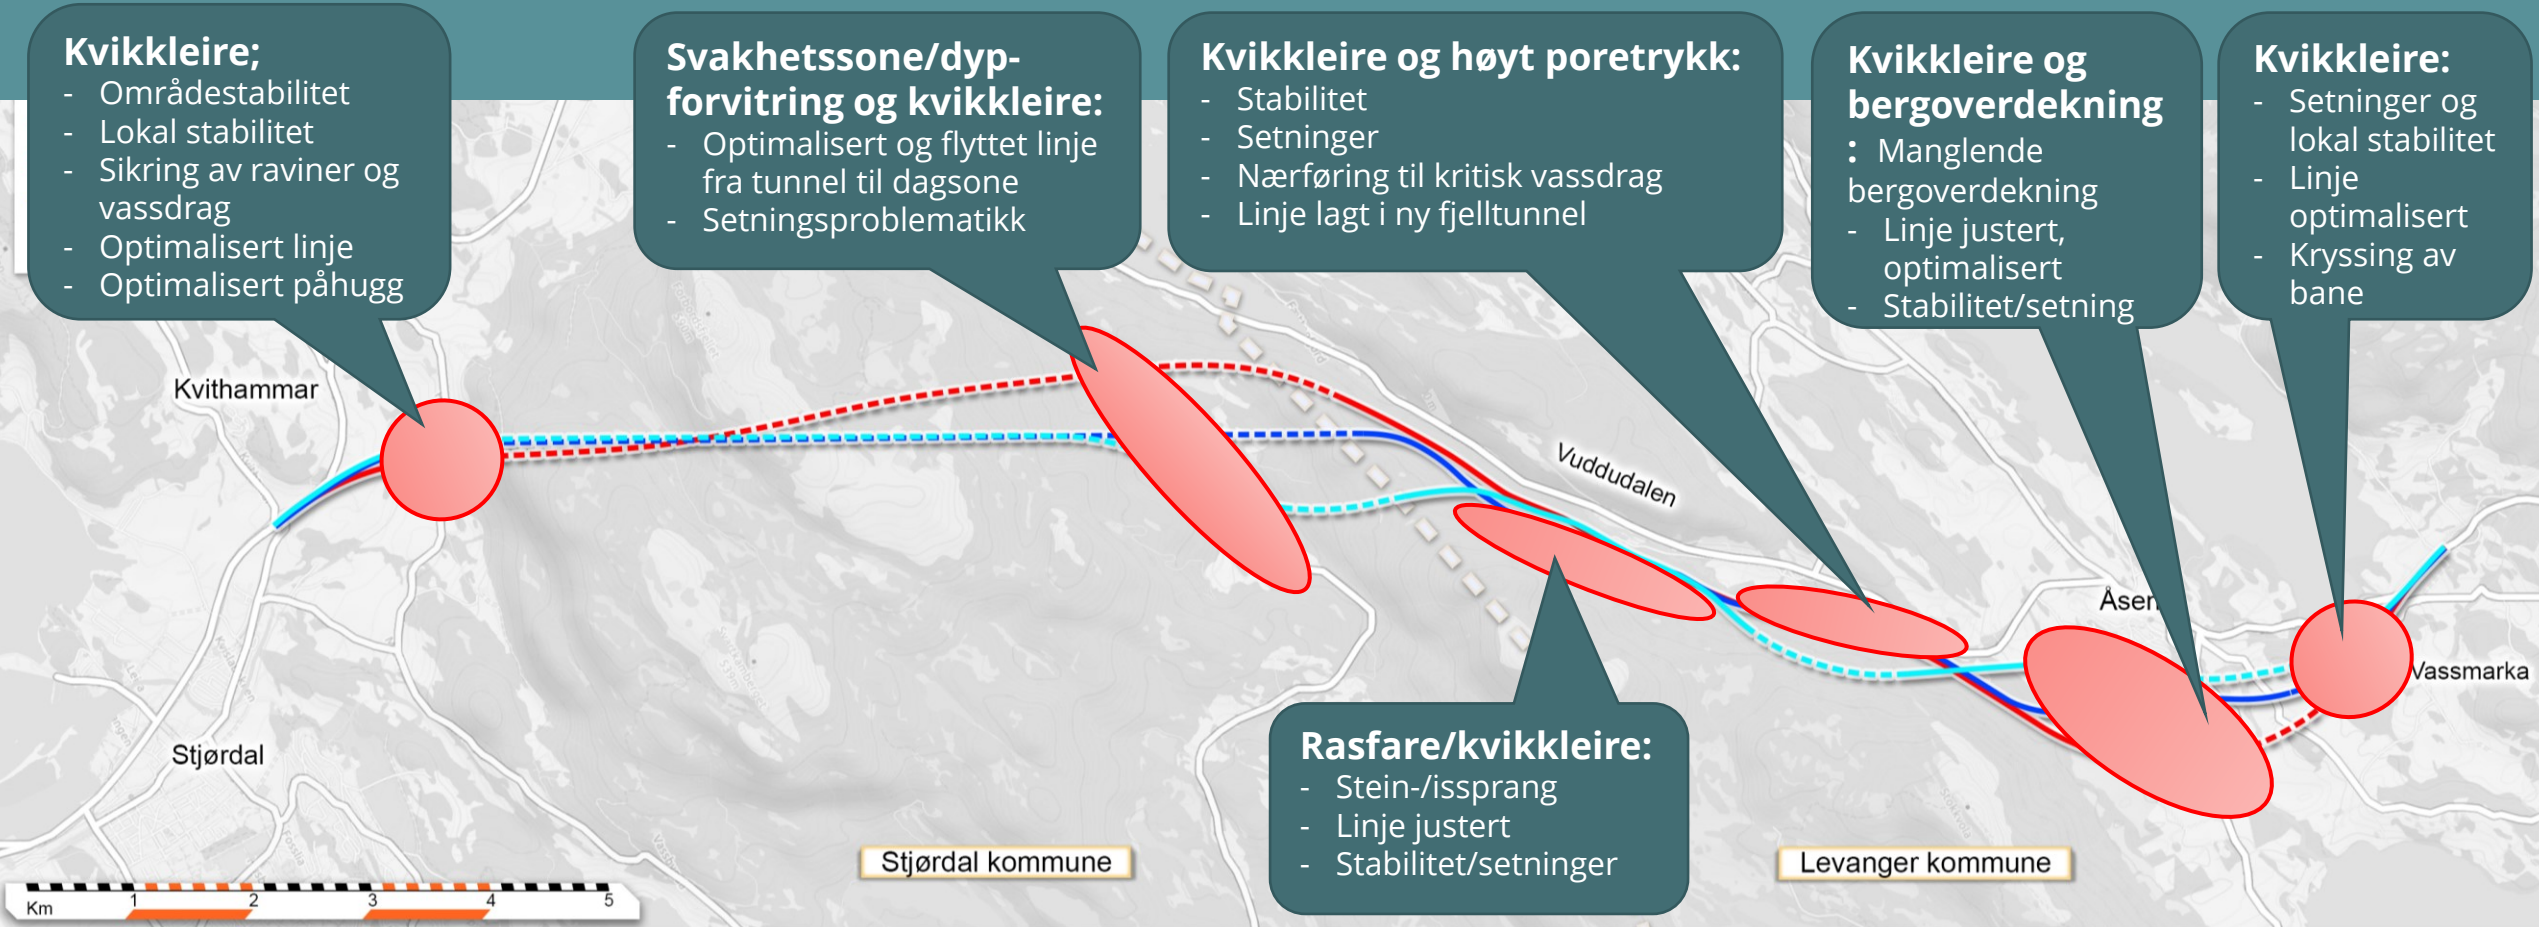 Kvikkleire;
- Områdestabilitet
- Lokal stabilitet
- Sikring av raviner og
vassdrag
- Optimalisert linje
- Optimalisert påhugg
Svakhetssone/dyp-
forvitring og kvikkleire:
- Optimalisert og flyttet linje
fra tunnel til dagsone
- Setningsproblematikk
Kvikkleire og høyt poretrykk:
- Stabilitet
- Setninger
- Nærføring til kritisk vassdrag
- Linje lagt i ny fjelltunnel
Kvikkleire og
bergoverdekning
: Manglende
bergoverdekning
- Linje justert,
optimalisert
- Stabilitet/setning
Kvikkleire:
- Setninger og
lokal stabilitet
- Linje
optimalisert
- Kryssing av
bane
Kvithammar
Vuddudalen
Åsen
Vassmarka
Stjørdal
Rasfare/kvikkleire:
- Stein-/issprang
- Linje justert
- Stabilitet/setninger
Stjørdal kommune
Levanger kommune
Km 1 2 3 4 5